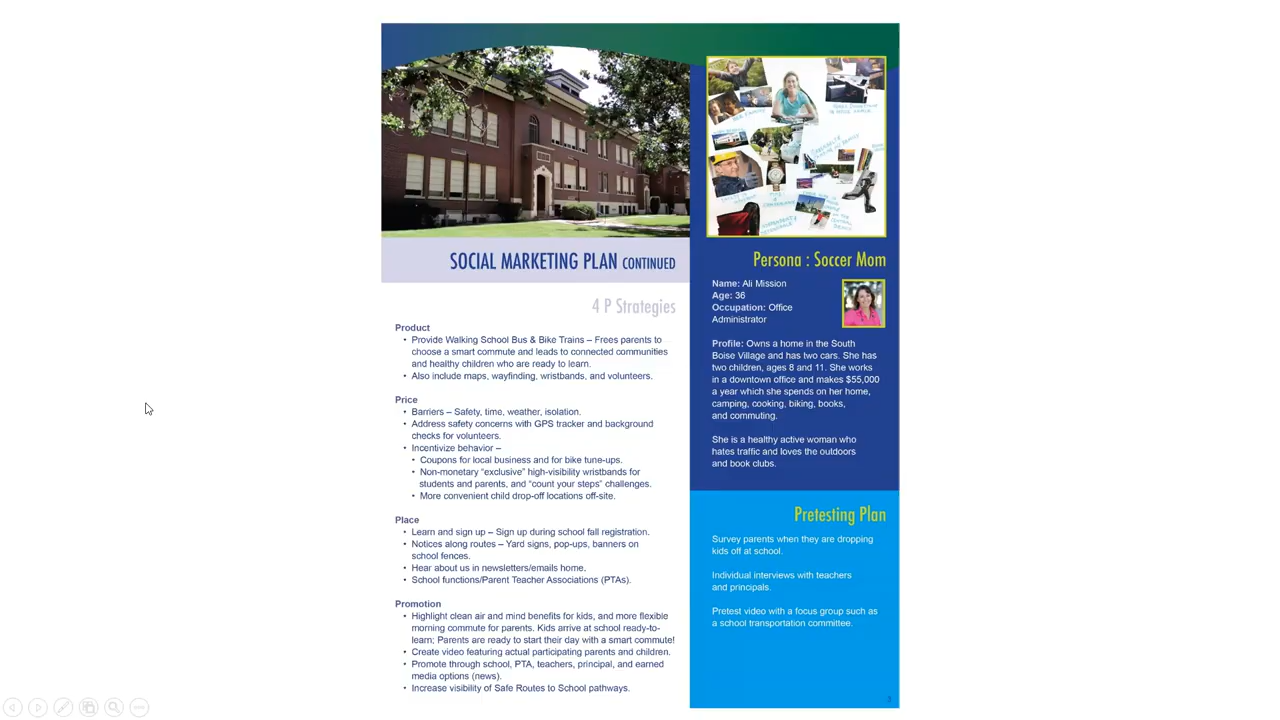 SOCIAL MARKETING PLAN CONTINUED
4 P Strategies
Product
• Provide Walking School Bus & Bike Trains – Frees parents to
choose a smart commute and leads to connected communities
and healthy children who are ready to learn.
• Also include maps, wayfinding, wristbands, and volunteers.
Price
• Barriers – Safety, time, weather, isolation.
• Address safety concerns with GPS tracker and background
checks for volunteers.
• Incentivize behavior –
• Coupons for local business and for bike tune-ups.
• Non-monetary “exclusive” high-visibility wristbands for
students and parents, and “count your steps” challenges.
• More convenient child drop-off locations off-site.
Place
• Learn and sign up – Sign up during school fall registration.
• Notices along routes – Yard signs, pop-ups, banners on
school fences.
• Hear about us in newsletters/emails home.
• School functions/Parent Teacher Associations (PTAs).
Promotion
• Highlight clean air and mind benefits for kids, and more flexible
morning commute for parents. Kids arrive at school ready-to-
learn; Parents are ready to start their day with a smart commute!
• Create video featuring actual participating parents and children.
• Promote through school, PTA, teachers, principal, and earned
media options (news).
• Increase visibility of Safe Routes to School pathways.
Persona : Soccer Mom
Name: Ali Mission
Age: 36
Occupation: Office
Administrator
Profile: Owns a home in the South
Boise Village and has two cars. She has
two children, ages 8 and 11. She works
in a downtown office and makes $55,000
a year which she spends on her home,
camping, cooking, biking, books,
and commuting.
She is a healthy active woman who
hates traffic and loves the outdoors
and book clubs.
Pretesting Plan
Survey parents when they are dropping
kids off at school.
Individual interviews with teachers
and principals.
Pretest video with a focus group such as
a school transportation committee.
3